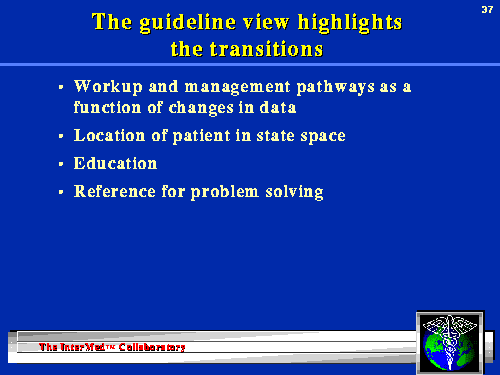 37
The guideline view highlights
the transitions
• Workup and management pathways as a
function of changes in data
• Location of patient in state space
• Education
• Reference for problem solving
The InterMed™ Collaboratory